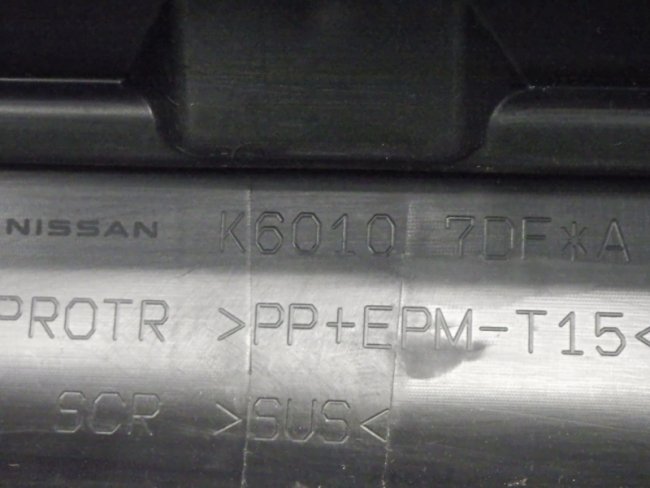 NISSAN K6010 7DF*A
PROTR >PP+EPM-T15<
SCR >SUS<